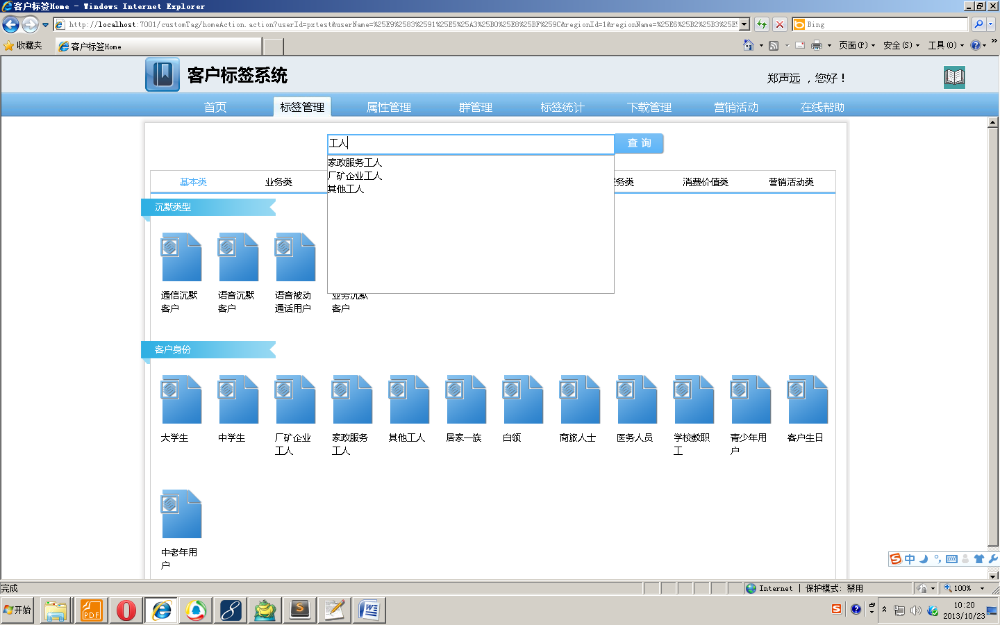 客户标签Home - Windows Internet Explorer
http://localhost:7001/customTag/homeAction.action?userId=pxtest&userName=%25E9%2583%2591%25E5%25A3%25B0%25E8%25BF%259C&regionId=1&regionName=%25E6%25B2%25B3%25E5
Bing
收藏夹
客户标签Home
页面(P)
安全(S)
工具(O)
客户标签系统
郑声远 ，您好！
首页
标签管理
属性管理
群管理
标签统计
下载管理
营销活动
在线帮助
工人
查 询
家政服务工人
厂矿企业工人
其他工人
基本类
业务类
务类
消费价值类
营销活动类
沉默类型
通信沉默
客户
语音沉默
客户
语音被动
通话用户
业务沉默
客户
客户身份
大学生
中学生
厂矿企业
工人
家政服务
工人
其他工人
居家一族
白领
商旅人士
医务人员
学校教职
工
青少年用
户
客户生日
中老年用
户
中
完成
Internet | 保护模式: 禁用
100%
开始
PDF
10:20
2013/10/23